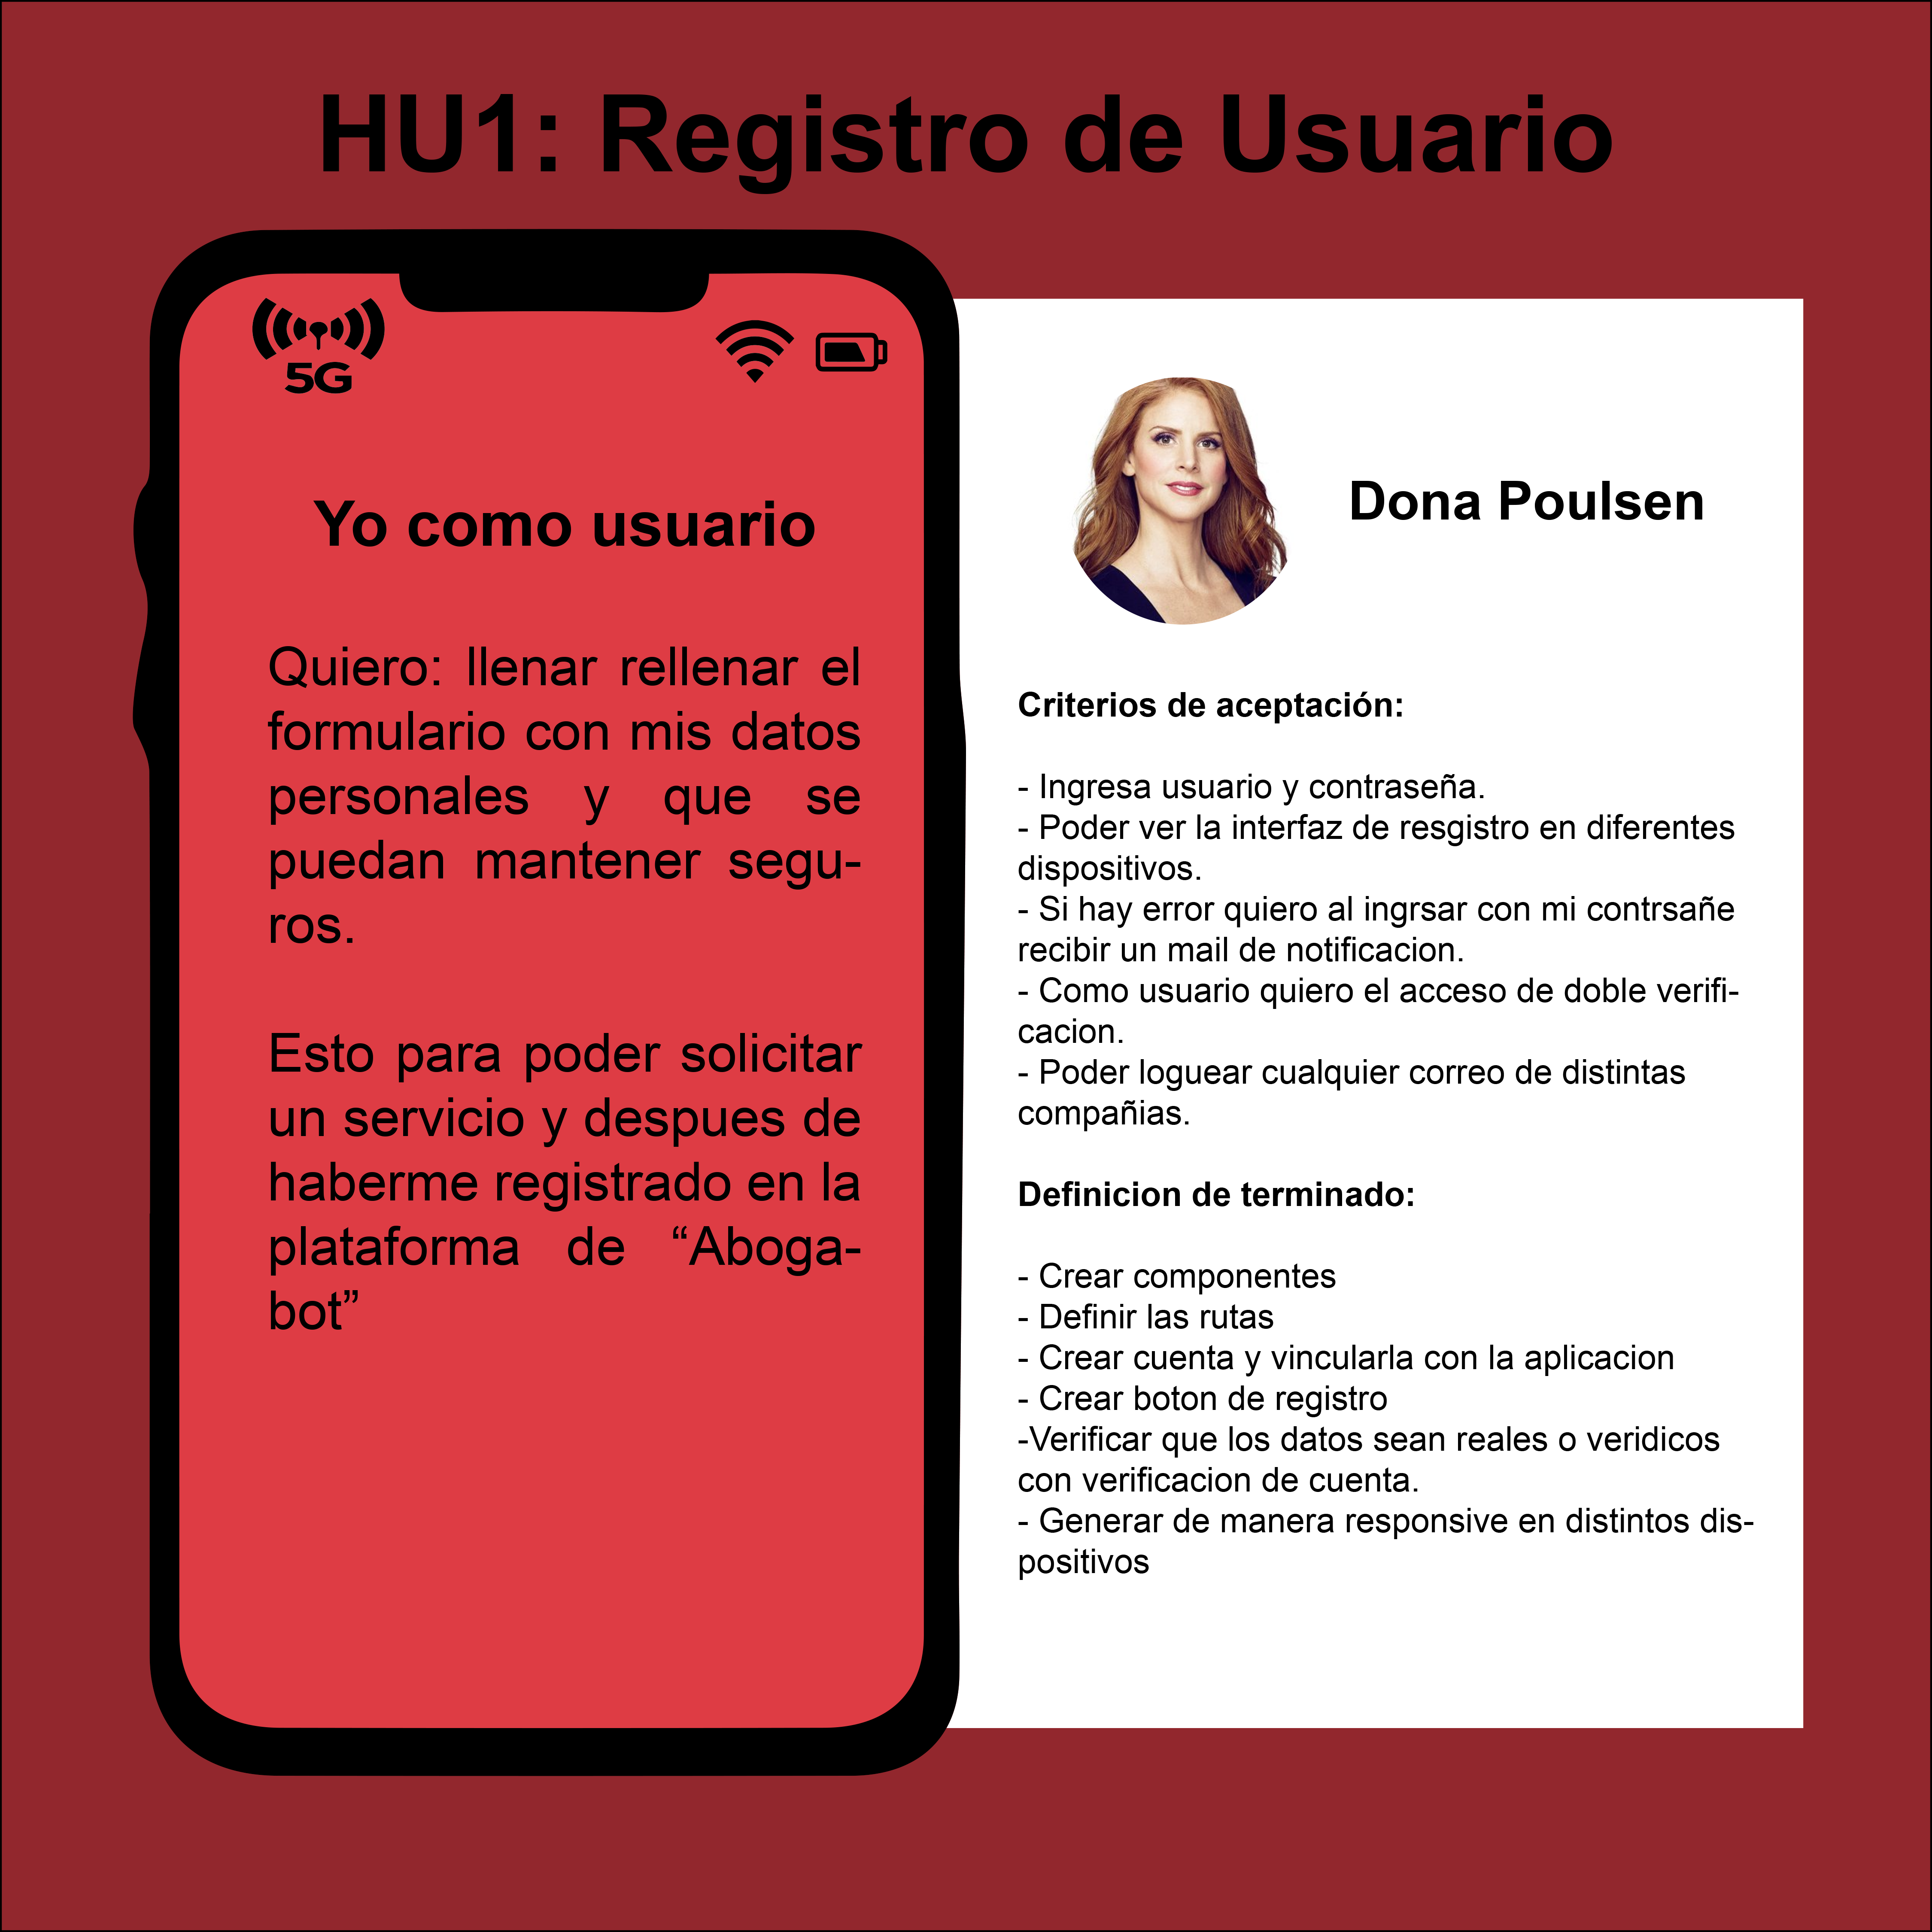 HU1: Registro de Usuario
5G
Yo como usuario
Quiero: llenar rellenar el
formulario con mis datos
personales y que se
puedan mantener segu-
ros.
Esto para poder solicitar
un servicio y despues de
haberme registrado en la
plataforma de “Aboga-
bot”
Dona Poulsen
Criterios de aceptación:
- Ingresa usuario y contraseña.
- Poder ver la interfaz de resgistro en diferentes
dispositivos.
- Si hay error quiero al ingrsar con mi contrsañe
recibir un mail de notificacion.
- Como usuario quiero el acceso de doble verifi-
cacion.
- Poder loguear cualquier correo de distintas
compañias.
Definicion de terminado:
- Crear componentes
- Definir las rutas
- Crear cuenta y vincularla con la aplicacion
- Crear boton de registro
-Verificar que los datos sean reales o veridicos
con verificacion de cuenta.
- Generar de manera responsive en distintos dis-
positivos